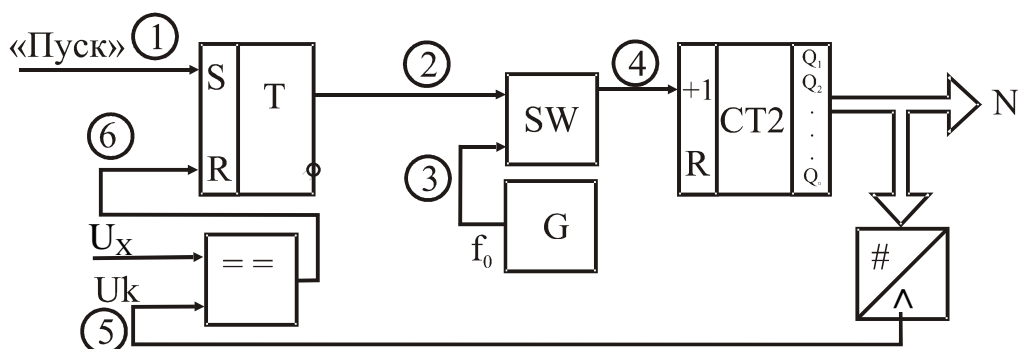 «Пуск» 1
S
T
R
2
SW
3
G
f0
4
+1
R
CT2
Q1
Q2
.
.
.
Qn
N
6
UX
Uk
= =
5
#
^